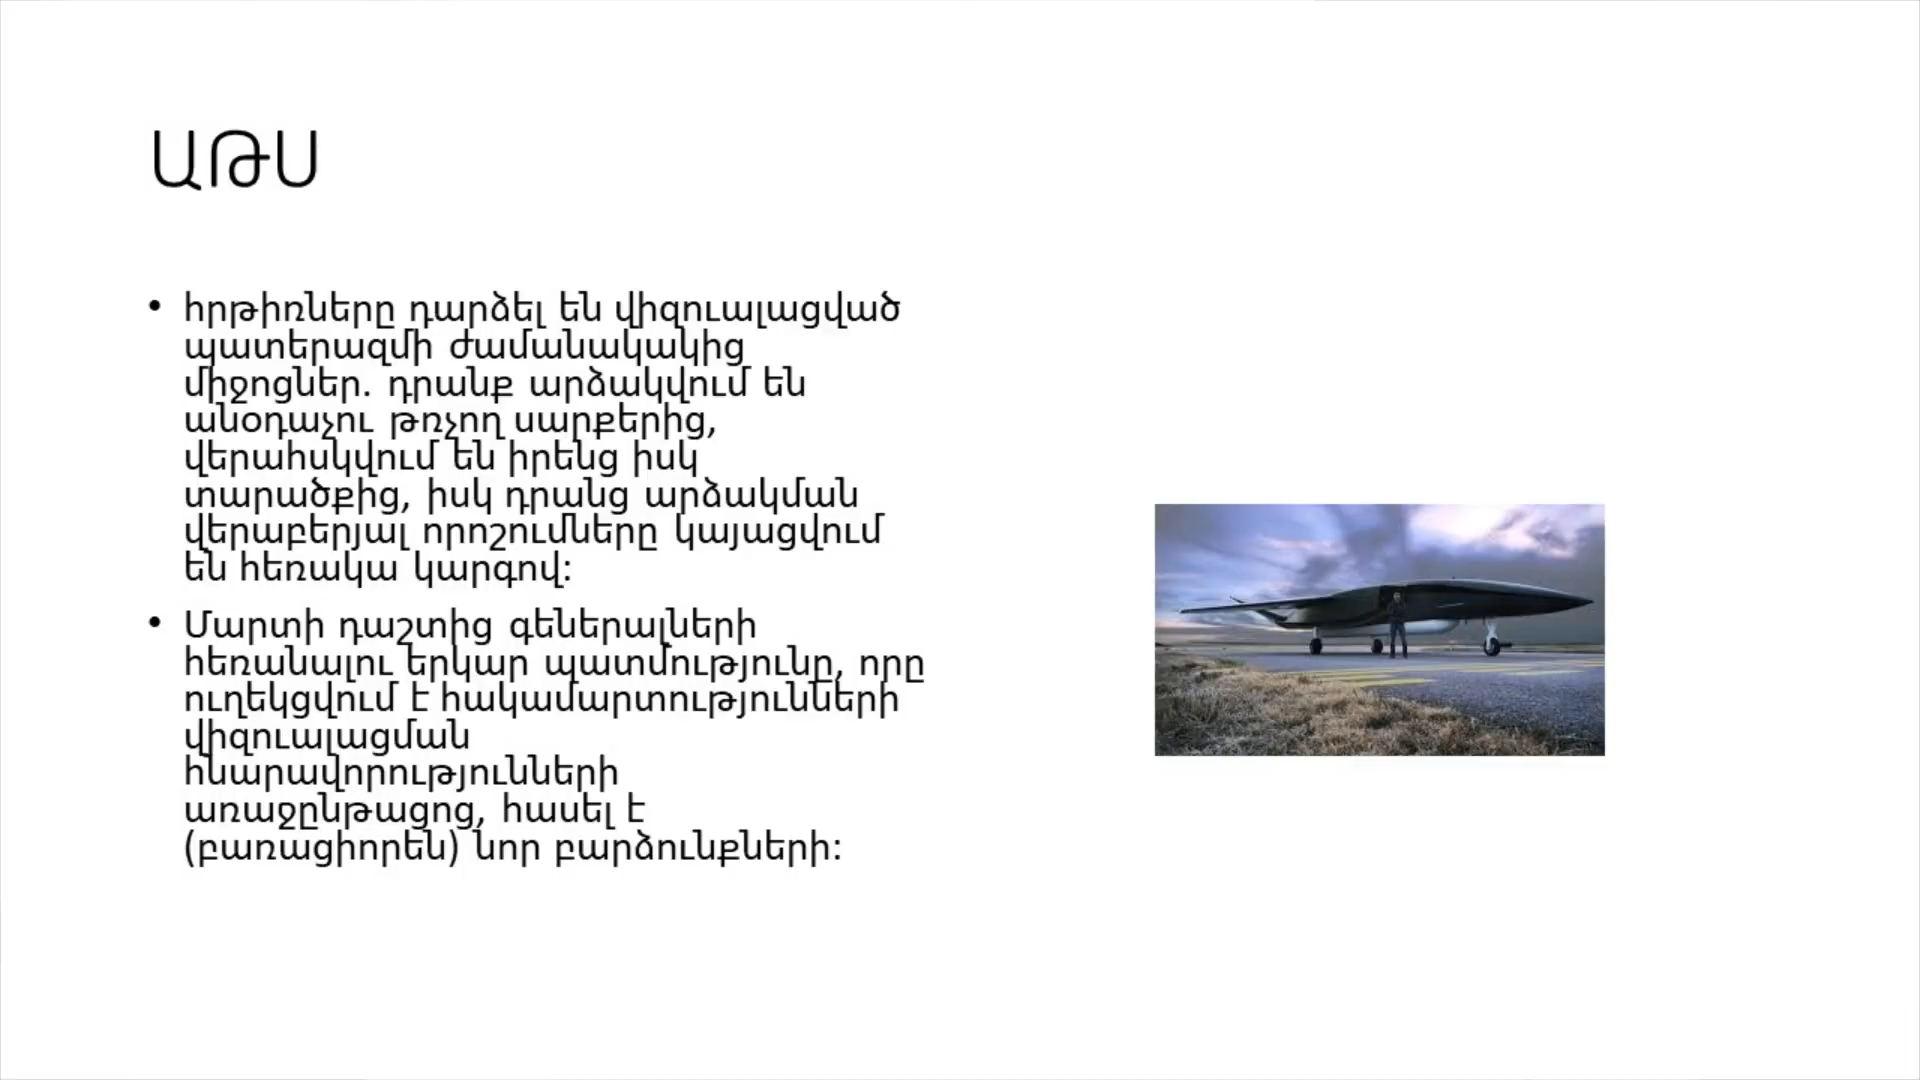 ԱԹՍ
• հրթիռները դարձել են վիզուալացված
պատերազմի ժամանակակից
միջոցներ. դրանք արձակվում են
անօդաչու թռչող սարքերից,
վերահսկվում են իրենց իսկ
տարածքից, իսկ դրանց արձակման
վերաբերյալ որոշումները կայացվում
են հեռակա կարգով:
• Մարտի դաշտից գեներալների
հեռանալու երկար պատմությունը, որը
ուղեկցվում է հակամարտությունների
վիզուալացման
հնարավորությունների
առաջընթացոց, հասել է
(բառացիորեն) նոր բարձունքների: